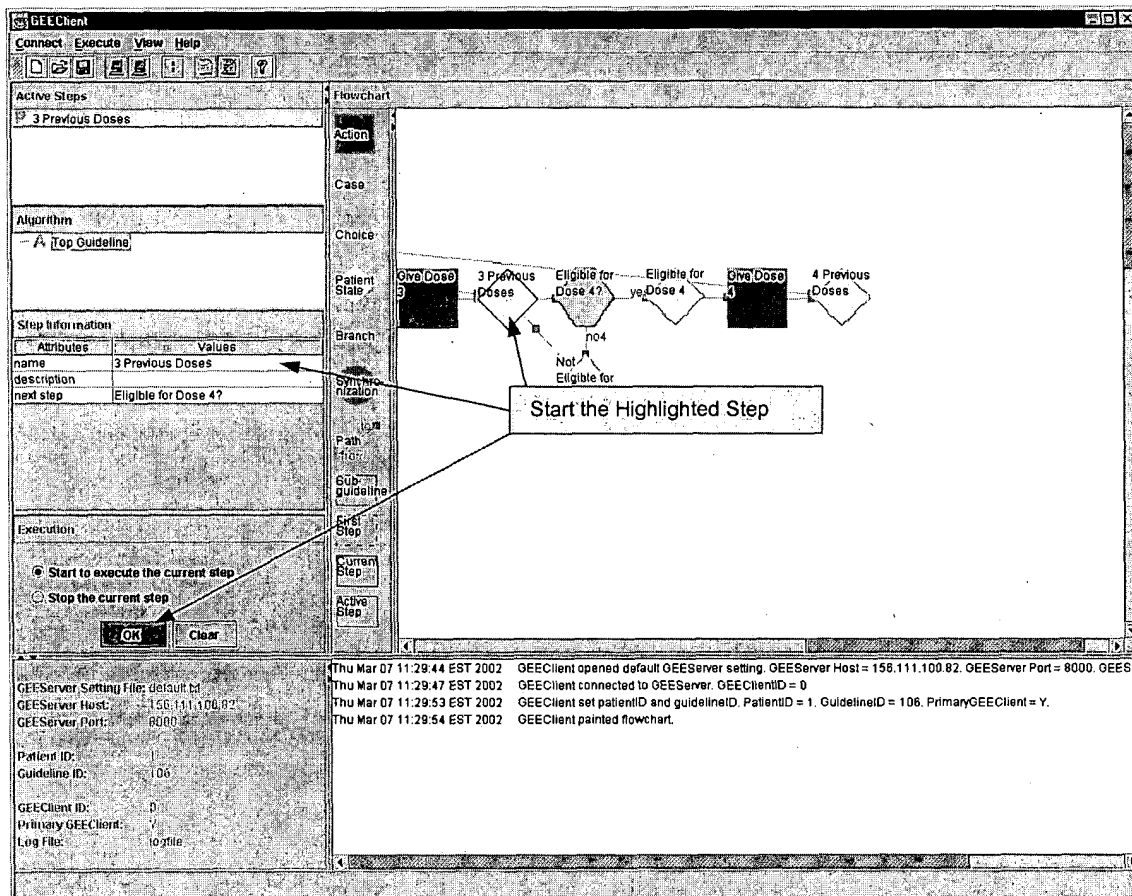 GEEClient
Connect Execute View Help
Active Steps
3 Previous Doses
Algorithm
A Top Guideline
Step Information
Attributes Values
name 3 Previous Doses
description
next step Eligible for Dose 4?
Execution
Start to execute the current step
Stop the current step
OK Clear
GEEServer Setting File: default.txt
GEEServer Host: 156.111.100.82
GEEServer Port: 8000
Patient ID: 1
Guideline ID: 106
GEEClient ID: 0
Primary GEEClient: Y
Log File: logfile
Flowchart
Action
Case
Choice
Patient
State
Branch
Synchro-
nization
to
Path
from
Sub-
guideline
First
Step
Current
Step
Active
Step
Give Dose
3
3 Previous
Doses
Eligible for
Dose 4?
yes
Eligible for
Dose 4
Give Dose
4
4 Previous
Doses
no4
Not
Eligible for
Start the Highlighted Step
Thu Mar 07 11:29:44 EST 2002 GEEClient opened default GEEServer setting. GEEServer Host = 156.111.100.82. GEEServer Port = 8000. GEES
Thu Mar 07 11:29:47 EST 2002 GEEClient connected to GEEServer. GEEClientID = 0
Thu Mar 07 11:29:53 EST 2002 GEEClient set patientID and guidelineID. PatientID = 1. GuidelineID = 106. PrimaryGEEClient = Y.
Thu Mar 07 11:29:54 EST 2002 GEEClient painted flowchart.